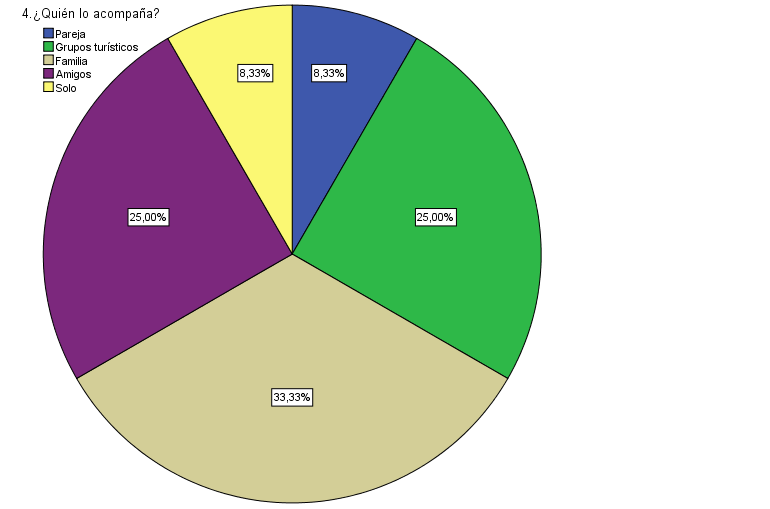 4.¿Quién lo acompaña?
Pareja
Grupos turísticos
Familia
Amigos
Solo
8,33%
8,33%
25,00%
25,00%
33,33%